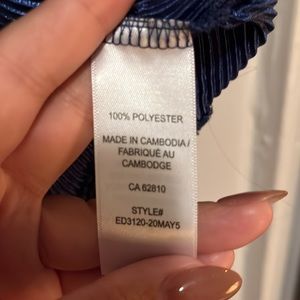 100% POLYESTER
MADE IN CAMBODIA/
FABRIQUÉ AU
CAMBODGE
CA 62810
STYLE#
ED3120-20MAY5